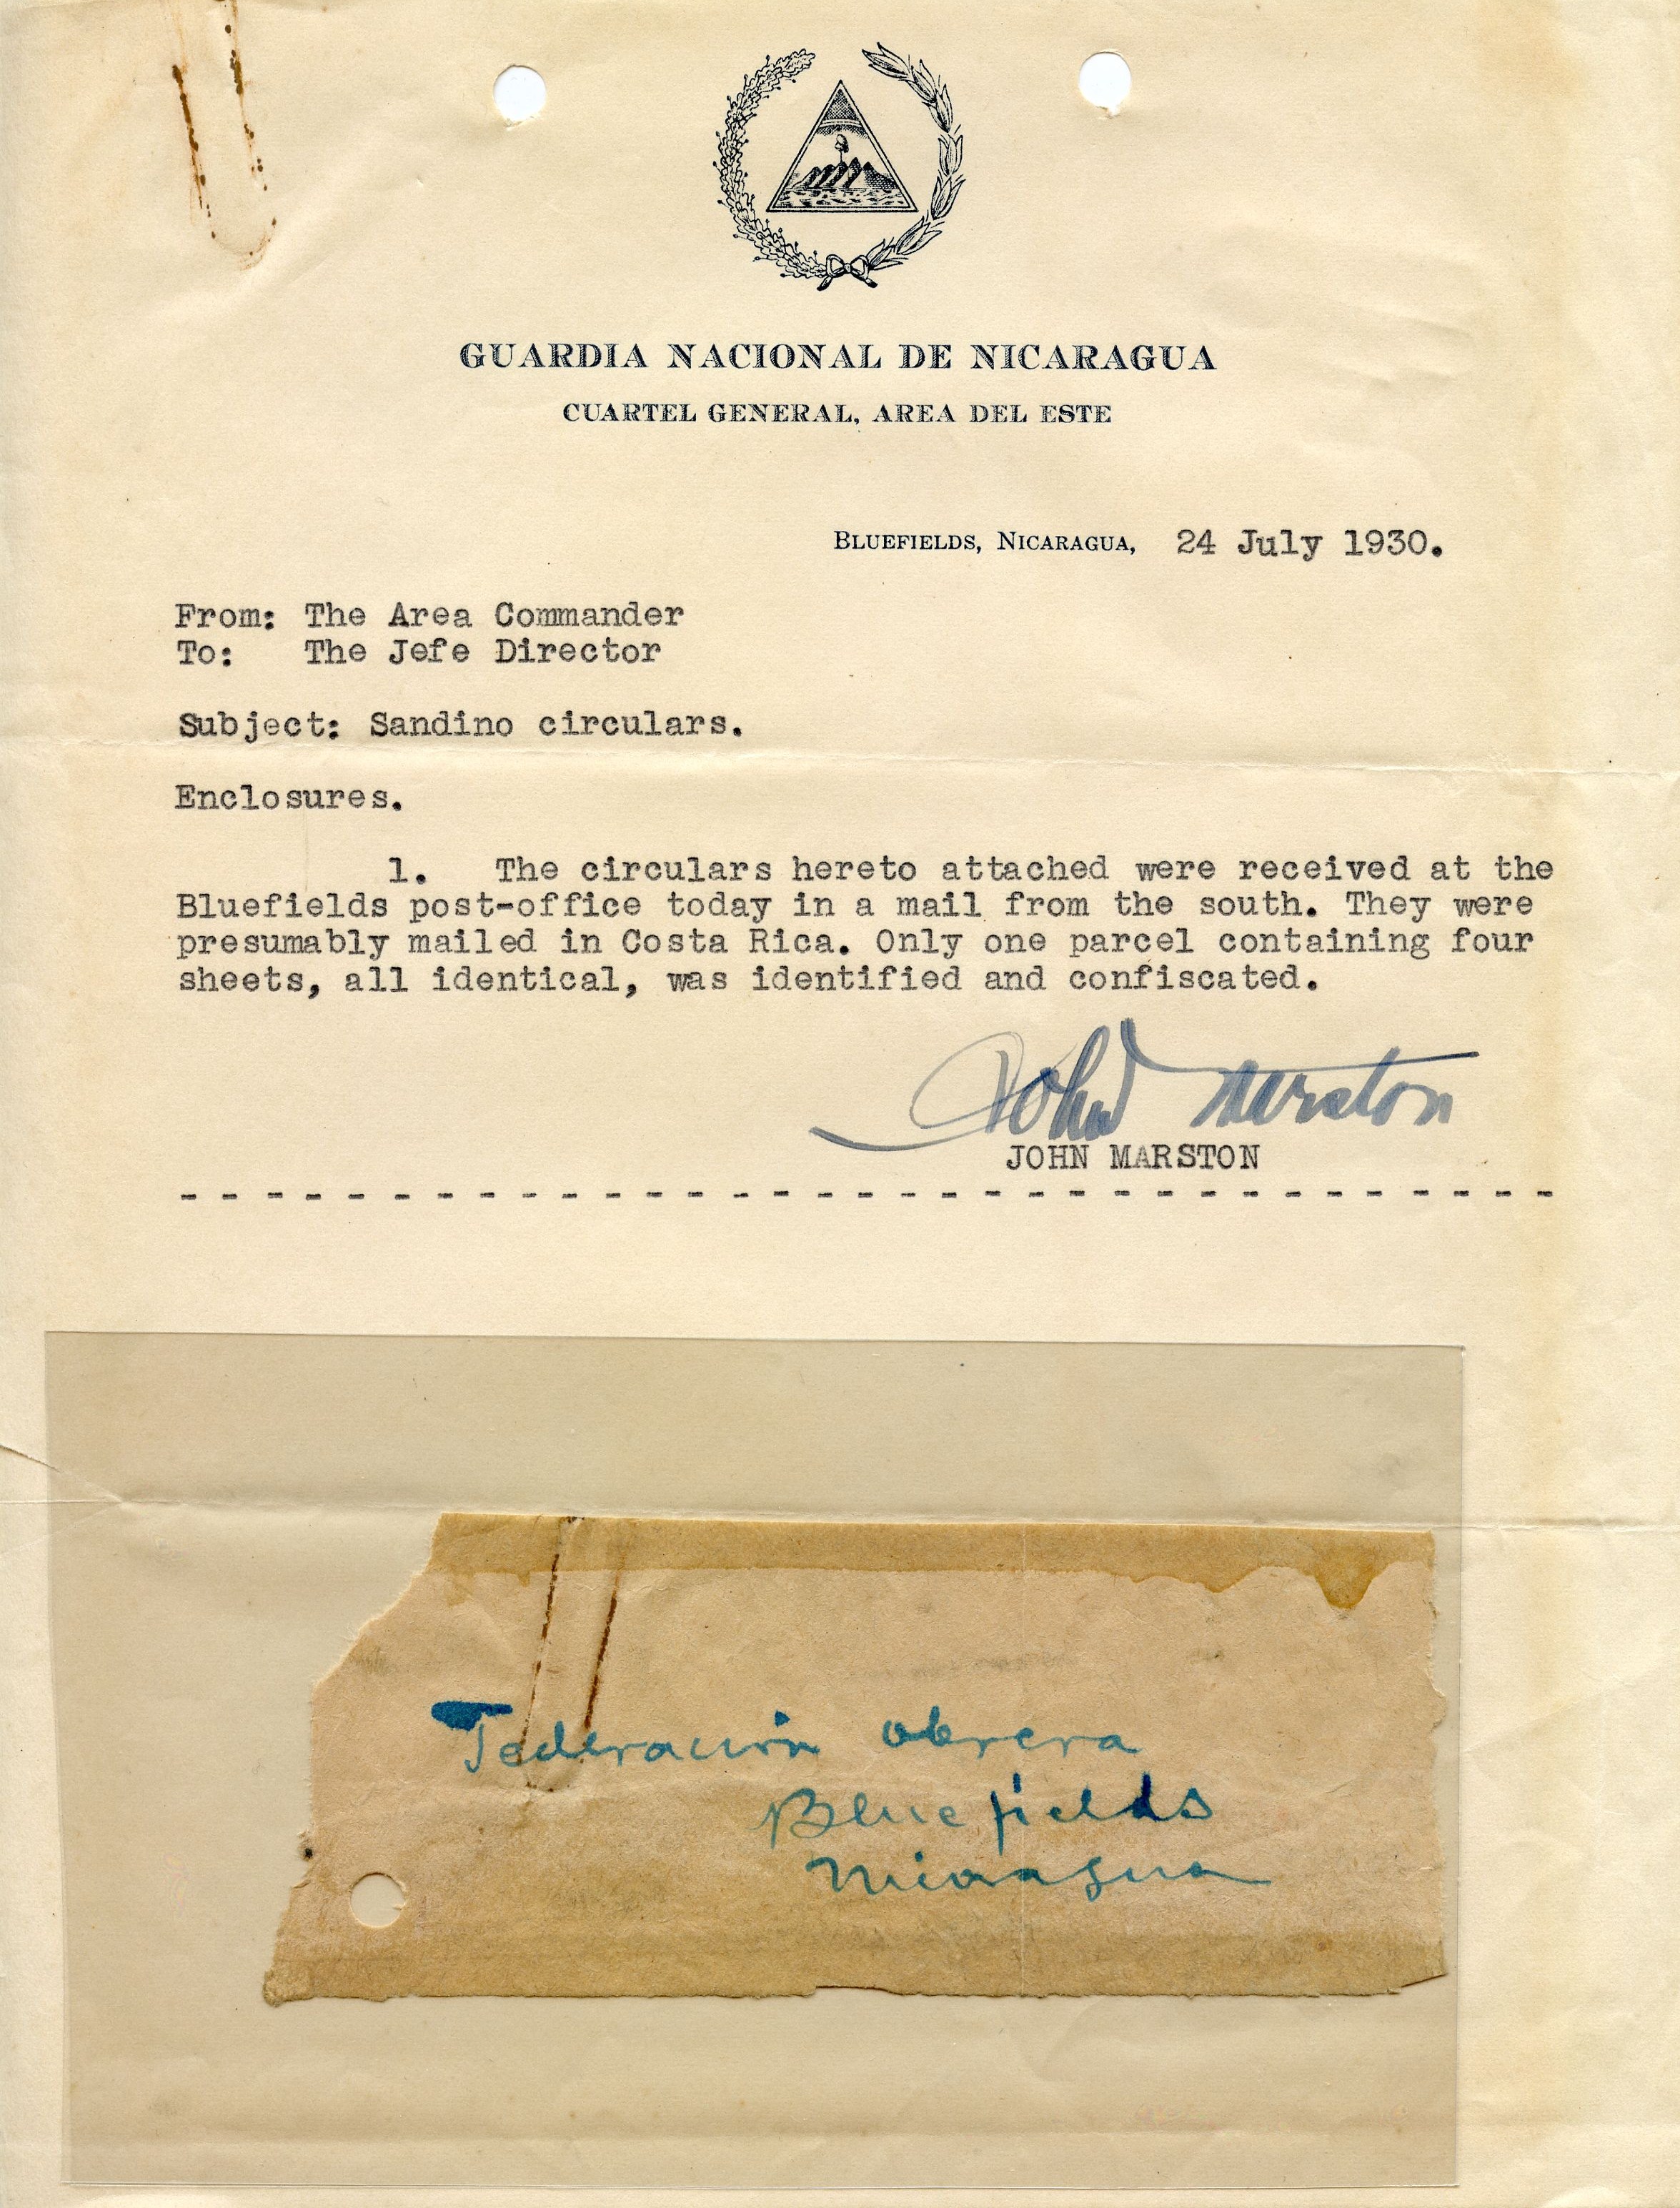 GUARDIA NACIONAL DE NICARAGUA
CUARTEL GENERAL, AREA DEL ESTE
BLUEFIELDS, NICARAGUA, 24 July 1930.
From: The Area Commander
To: The Jefe Director
Subject: Sandino circulars.
Enclosures.
1. The circulars hereto attached were received at the
Bluefields post-office today in a mail from the south. They were
presumably mailed in Costa Rica. Only one parcel containing four
sheets, all identical, was identified and confiscated.
John Marston
JOHN MARSTON
- - - - - - - - - - - - - - - - - - - - - - - - - - - - - - - - -
Federación obrera
Bluefields
Nicaragua